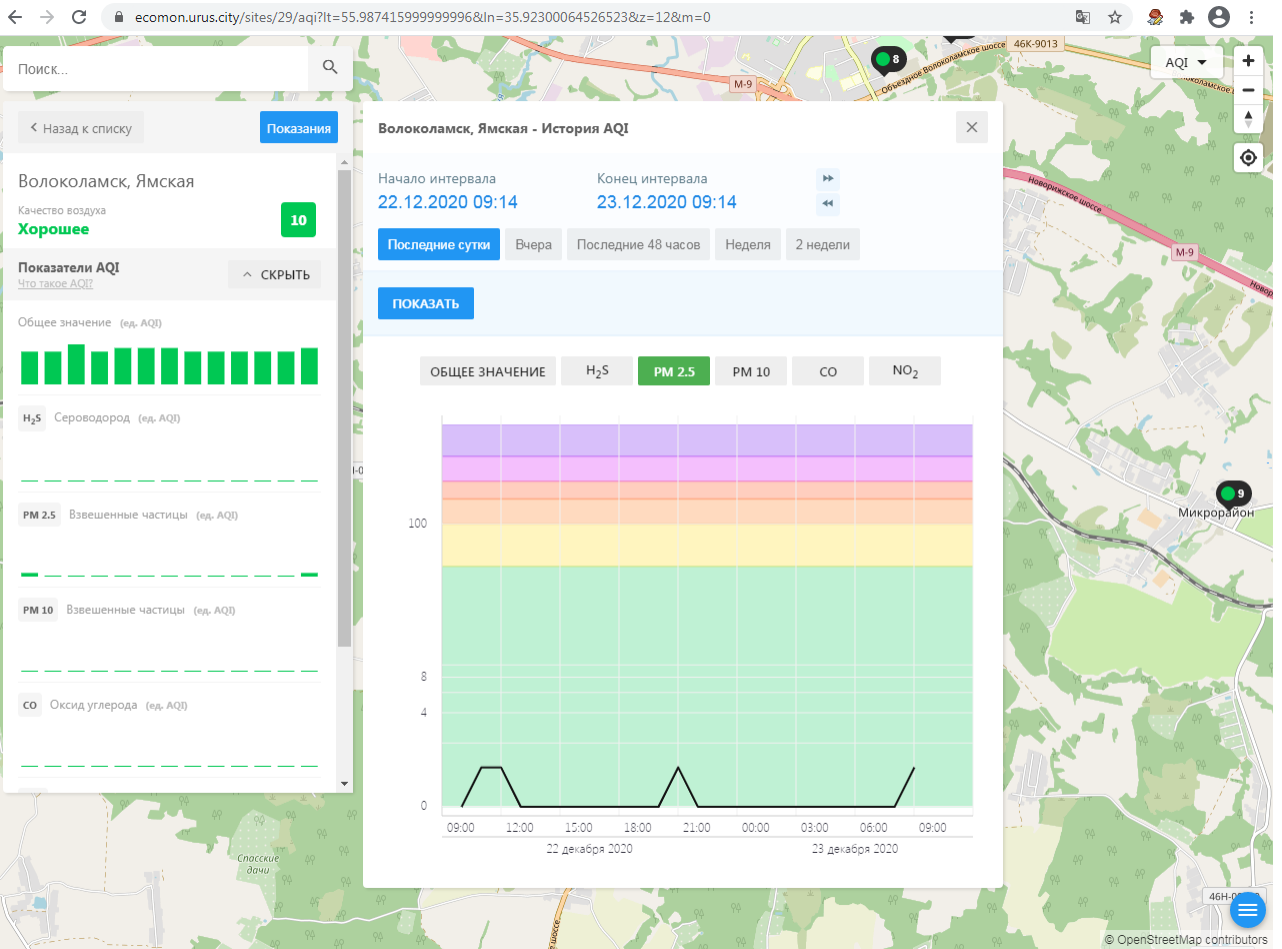 ecomon.urus.city/sites/29/aqi?lt=55.987415999999996&ln=35.92300064526523&z=12&m=0
Поиск...
8
Объездное Волоколамское шоссе
46К-9013
М-9
AQI
Назад к списку
Показания
Волоколамск, Ямская
Качество воздуха
Хорошее
10
Показатели AQI
Что такое AQI?
СКРЫТЬ
Общее значение (ед. AQI)
H₂S Сероводород (ед. AQI)
PM 2.5 Взвешенные частицы (ед. AQI)
PM 10 Взвешенные частицы (ед. AQI)
CO Оксид углерода (ед. AQI)
Волоколамск, Ямская - История AQI
Начало интервала
22.12.2020 09:14
Конец интервала
23.12.2020 09:14
Последние сутки
Вчера
Последние 48 часов
Неделя
2 недели
ПОКАЗАТЬ
ОБЩЕЕ ЗНАЧЕНИЕ
H₂S
PM 2.5
PM 10
CO
NO₂
100
8
4
0
09:00 12:00 15:00 18:00 21:00 00:00 03:00 06:00 09:00
22 декабря 2020
23 декабря 2020
Новорижское шоссе
М-9
9
Микрорайон
Спасские
дачи
© OpenStreetMap contributors